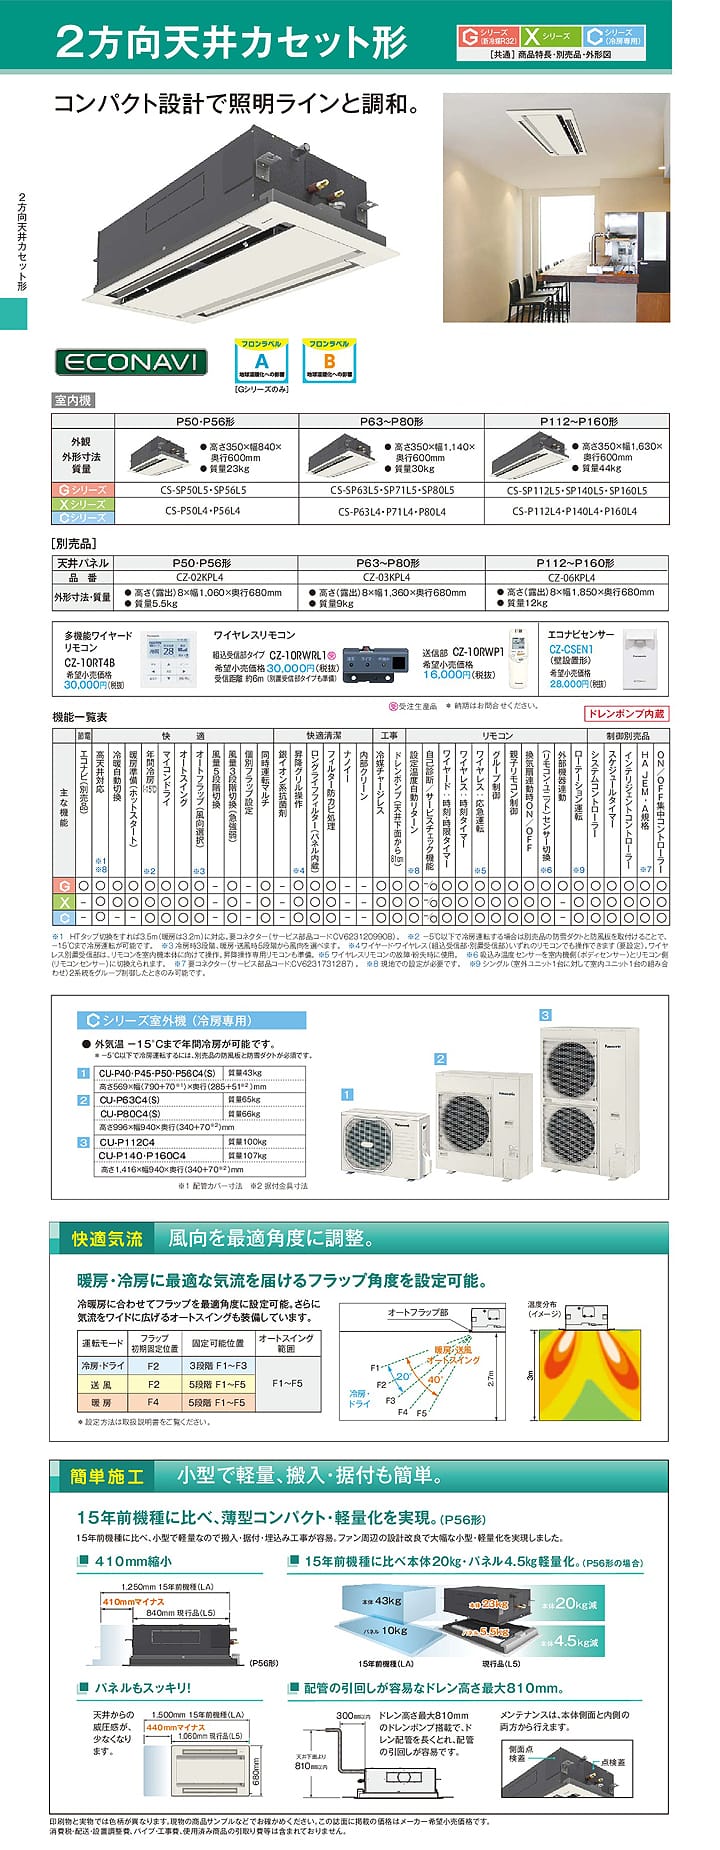 2方向天井カセット形
Gシリーズ(新冷媒R32)
Xシリーズ
Cシリーズ(冷房専用)
[共通] 商品特長・別売品・外形図
コンパクト設計で照明ラインと調和。
2方向天井カセット形
ECONAVI
フロンラベル
A
地球温暖化への影響
[Gシリーズのみ]
フロンラベル
B
地球温暖化への影響
室内機
P50・P56形 P63〜P80形 P112〜P160形
外観
外形寸法
質量
● 高さ350×幅840×
奥行600mm
● 質量23kg
● 高さ350×幅1,140×
奥行600mm
● 質量30kg
● 高さ350×幅1,630×
奥行600mm
● 質量44kg
Gシリーズ CS-SP50L5・SP56L5 CS-SP63L5・SP71L5・SP80L5 CS-SP112L5・SP140L5・SP160L5
Xシリーズ
Cシリーズ
CS-P50L4・P56L4 CS-P63L4・P71L4・P80L4 CS-P112L4・P140L4・P160L4
[別売品]
天井パネル P50・P56形 P63〜P80形 P112〜P160形
品 番 CZ-02KPL4 CZ-03KPL4 CZ-06KPL4
外形寸法・質量
● 高さ(露出)8×幅1,060×奥行680mm
● 質量5.5kg
● 高さ(露出)8×幅1,360×奥行680mm
● 質量9kg
● 高さ(露出)8×幅1,850×奥行680mm
● 質量12kg
多機能ワイヤード
リモコン
CZ-10RT4B
希望小売価格
30,000円(税抜)
ワイヤレスリモコン
組込受信部タイプ CZ-10RWRL1 受
希望小売価格 30,000円(税抜)
受信距離 約6m (別置受信部タイプも準備)
送信部 CZ-10RWP1
希望小売価格
16,000円(税抜)
エコナビセンサー
CZ-CSEN1
(壁設置形)
希望小売価格
28,000円(税抜)
受 受注生産品 * 納期はお問合せください。
機能一覧表
ドレンポンプ内蔵
節電 快 適 快適清潔 工事 リモコン 制御別売品
主な機能
エコナビ(別売品)
高天井対応 ※1 ※8
冷暖自動切換
暖房準備(ホットスタート)
年間冷房 ※2
マイコンドライ
オートスイング
オートフラップ(風向選択) ※3
風量5段階切換
風量3段階切換(急強弱)
個別フラップ設定
同時運転マルチ
銀イオン系抗菌剤
昇降グリル操作 ※4
ロングライフフィルター(パネル内蔵)
フィルター防カビ処理
ナノイー
内部クリーン
冷媒チャージレス
ドレンポンプ(天井下面から81cm)
設定温度自動リターン ※8
自己診断/サービスチェック機能
ワイヤード:時刻・時限タイマー
ワイヤレス:時刻タイマー
ワイヤレス:応急運転 ※5
グループ制御
親子リモコン制御
換気扇連動時ON/OFF
(リモコン・ユニット)センサー切換 ※6
外部機器連動
ローテーション運転 ※9
システムコントローラー
スケジュールタイマー
インテリジェントコントローラー
HA JEM-A規格 ※7
ON/OFF集中コントローラー
G
X
C
※1 HTタップ切換をすれば3.5m(暖房は3.2m)に対応。要コネクター(サービス部品コード:CV6231209908)。 ※2 −5℃以下で冷房運転する場合は別売品の防雪ダクトと防風板を取付けることで、
−15℃まで冷房運転が可能です。 ※3 冷房時3段階、暖房・送風時5段階から風向を選べます。 ※4 ワイヤード・ワイヤレス(組込受信部・別置受信部)いずれのリモコンでも操作できます(要設定)。ワイヤ
レス別置受信部は、リモコンを室内機本体に向けて操作。昇降操作専用リモコンも準備。 ※5 ワイヤレスリモコンの故障・紛失時に使用。 ※6 吸込み温度センサーを室内機側(ボディセンサー)とリモコン側
(リモコンセンサー)に切換えられます。 ※7 要コネクター(サービス部品コード:CV6231731287)。 ※8 現地での設定が必要です。 ※9 シングル(室外ユニット1台に対して室内ユニット1台の組み合
わせ)2系統をグループ制御したときのみ可能です。
Cシリーズ室外機 (冷房専用)
● 外気温 −15℃まで年間冷房が可能です。
* −5℃以下で冷房運転するには、別売品の防風板と防雪ダクトが必須です。
1 CU-P40・P45・P50・P56C4(S) 質量43kg
高さ569×幅(790+70※1)×奥行(285+51※2)mm
2 CU-P63C4(S) 質量65kg
CU-P80C4(S) 質量66kg
高さ996×幅940×奥行(340+70※2)mm
3 CU-P112C4 質量100kg
CU-P140・P160C4 質量107kg
高さ1,416×幅940×奥行(340+70※2)mm
※1 配管カバー寸法 ※2 据付金具寸法
1
2
3
快適気流 風向を最適角度に調整。
暖房・冷房に最適な気流を届けるフラップ角度を設定可能。
冷暖房に合わせてフラップを最適角度に設定可能。さらに
気流をワイドに広げるオートスイングも装備しています。
運転モード フラップ初期固定位置 固定可能位置 オートスイング範囲
冷房・ドライ F2 3段階 F1〜F3
送 風 F2 5段階 F1〜F5 F1〜F5
暖 房 F4 5段階 F1〜F5
* 設定方法は取扱説明書をご覧ください。
オートフラップ部
暖房・送風
オートスイング
F1
F2
F3
F4
F5
20°
40°
冷房・
ドライ
2.7m
温度分布
(イメージ)
3m
簡単施工 小型で軽量、搬入・据付も簡単。
15年前機種に比べ、薄型コンパクト・軽量化を実現。(P56形)
15年前機種に比べ、小型で軽量なので搬入・据付・埋込み工事が容易。ファン周辺の設計改良で大幅な小型・軽量化を実現しました。
410mm縮小
1,250mm 15年前機種(LA)
410mmマイナス
840mm 現行品(L5)
(P56形)
15年前機種に比べ本体20kg・パネル4.5kg軽量化。(P56形の場合)
本体 43kg
パネル 10kg
15年前機種(LA)
本体 23kg
パネル 5.5kg
現行品(L5)
本体 20kg減
本体 4.5kg減
パネルもスッキリ!
天井からの
威圧感が、
少なくなり
ます。
1,500mm 15年前機種(LA)
440mmマイナス
1,060mm 現行品(L5)
680mm
配管の引回しが容易なドレン高さ最大810mm。
300mm以内
天井下面より
810mm以内
ドレン高さ最大810mm
のドレンポンプ搭載で、ド
レン配管を長くとれ、配管
の引回しが容易です。
メンテナンスは、本体側面と内側の
両方から行えます。
側面点
検蓋
点検蓋
印刷物と実物では色柄が異なります。現物の商品サンプルなどでお確かめください。この誌面に掲載の価格はメーカー希望小売価格です。
消費税・配送・設置調整費、パイプ・工事費、使用済み商品の引取り費等は含まれておりません。